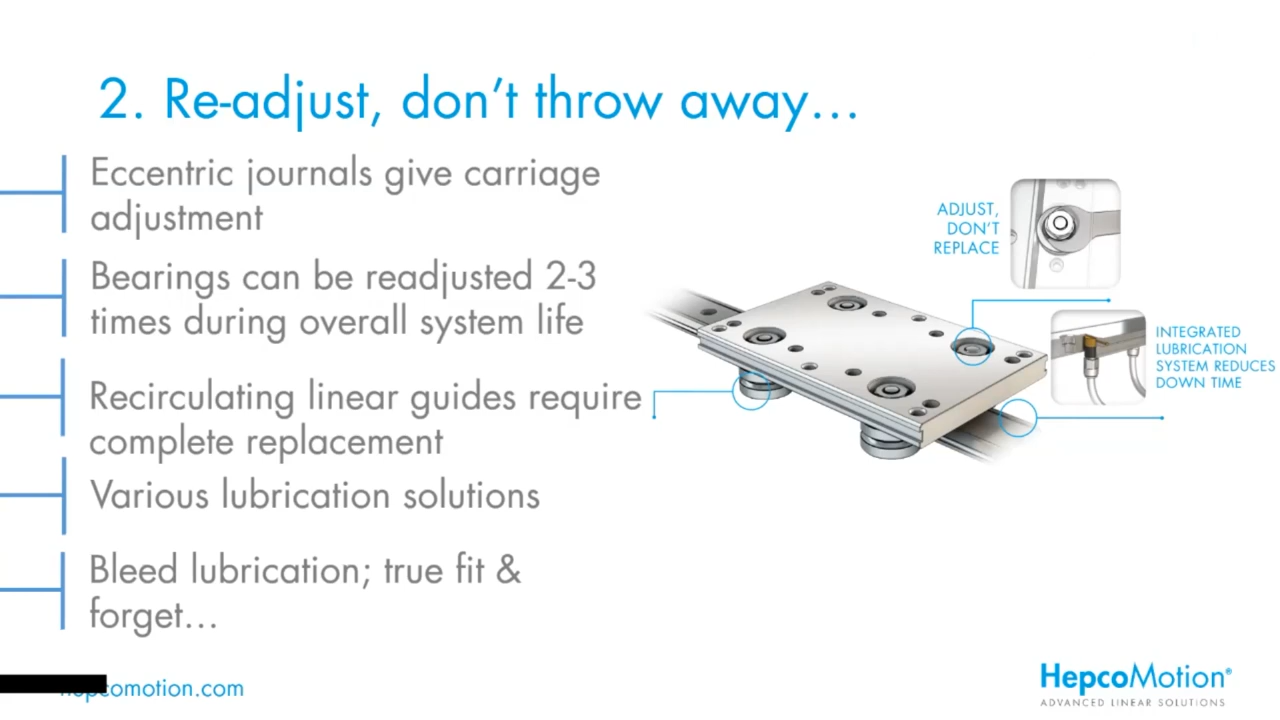 2. Re-adjust, don't throw away...
Eccentric journals give carriage
adjustment
Bearings can be readjusted 2-3
times during overall system life
Recirculating linear guides require
complete replacement
Various lubrication solutions
Bleed lubrication; true fit &
forget...
ADJUST,
DON'T
REPLACE
INTEGRATED
LUBRICATION
SYSTEM REDUCES
DOWN TIME
hepcomotion.com
HepcoMotion®
ADVANCED LINEAR SOLUTIONS